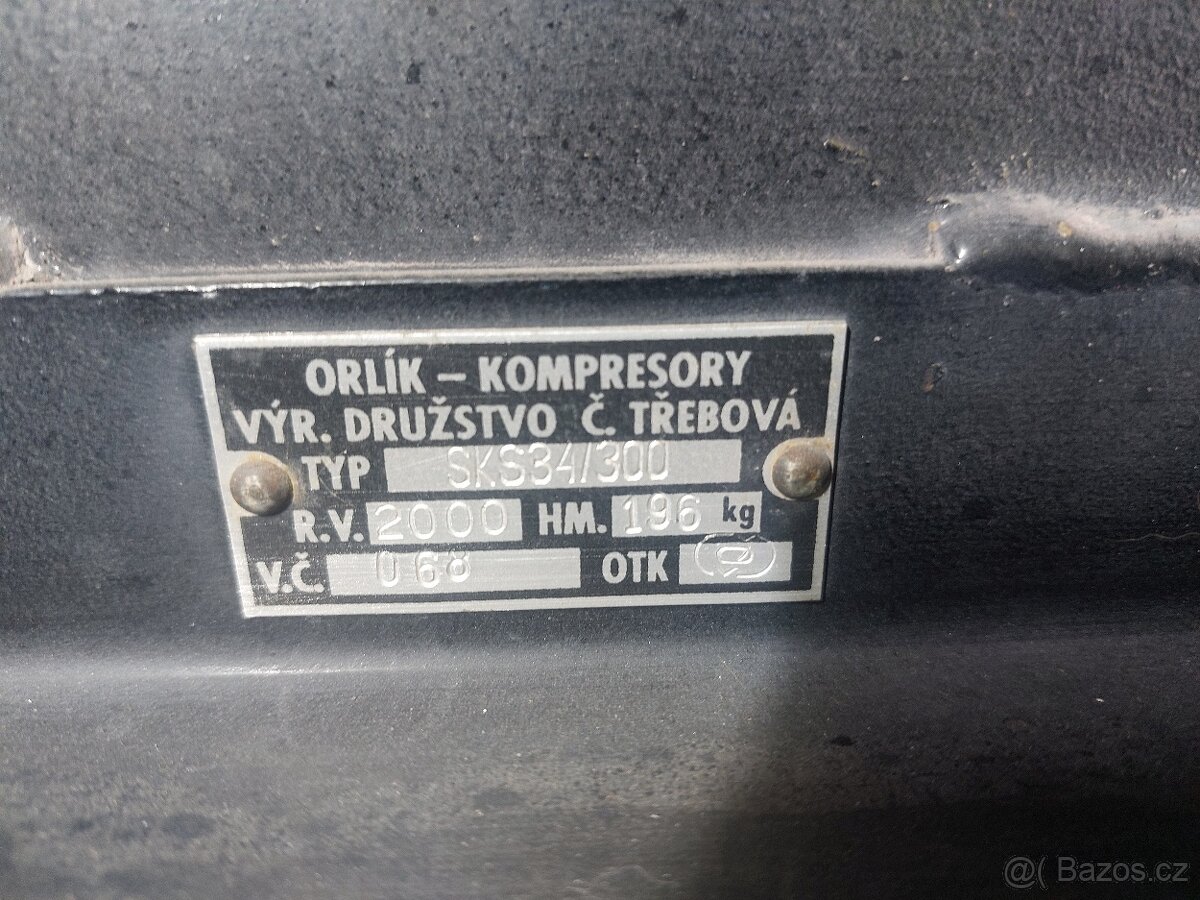 ORLÍK – KOMPRESORY
VÝR. DRUŽSTVO Č. TŘEBOVÁ
TYP SKS34/300
R.V. 2000 HM. 196 kg
V.Č. 068 OTK
@( Bazos.cz